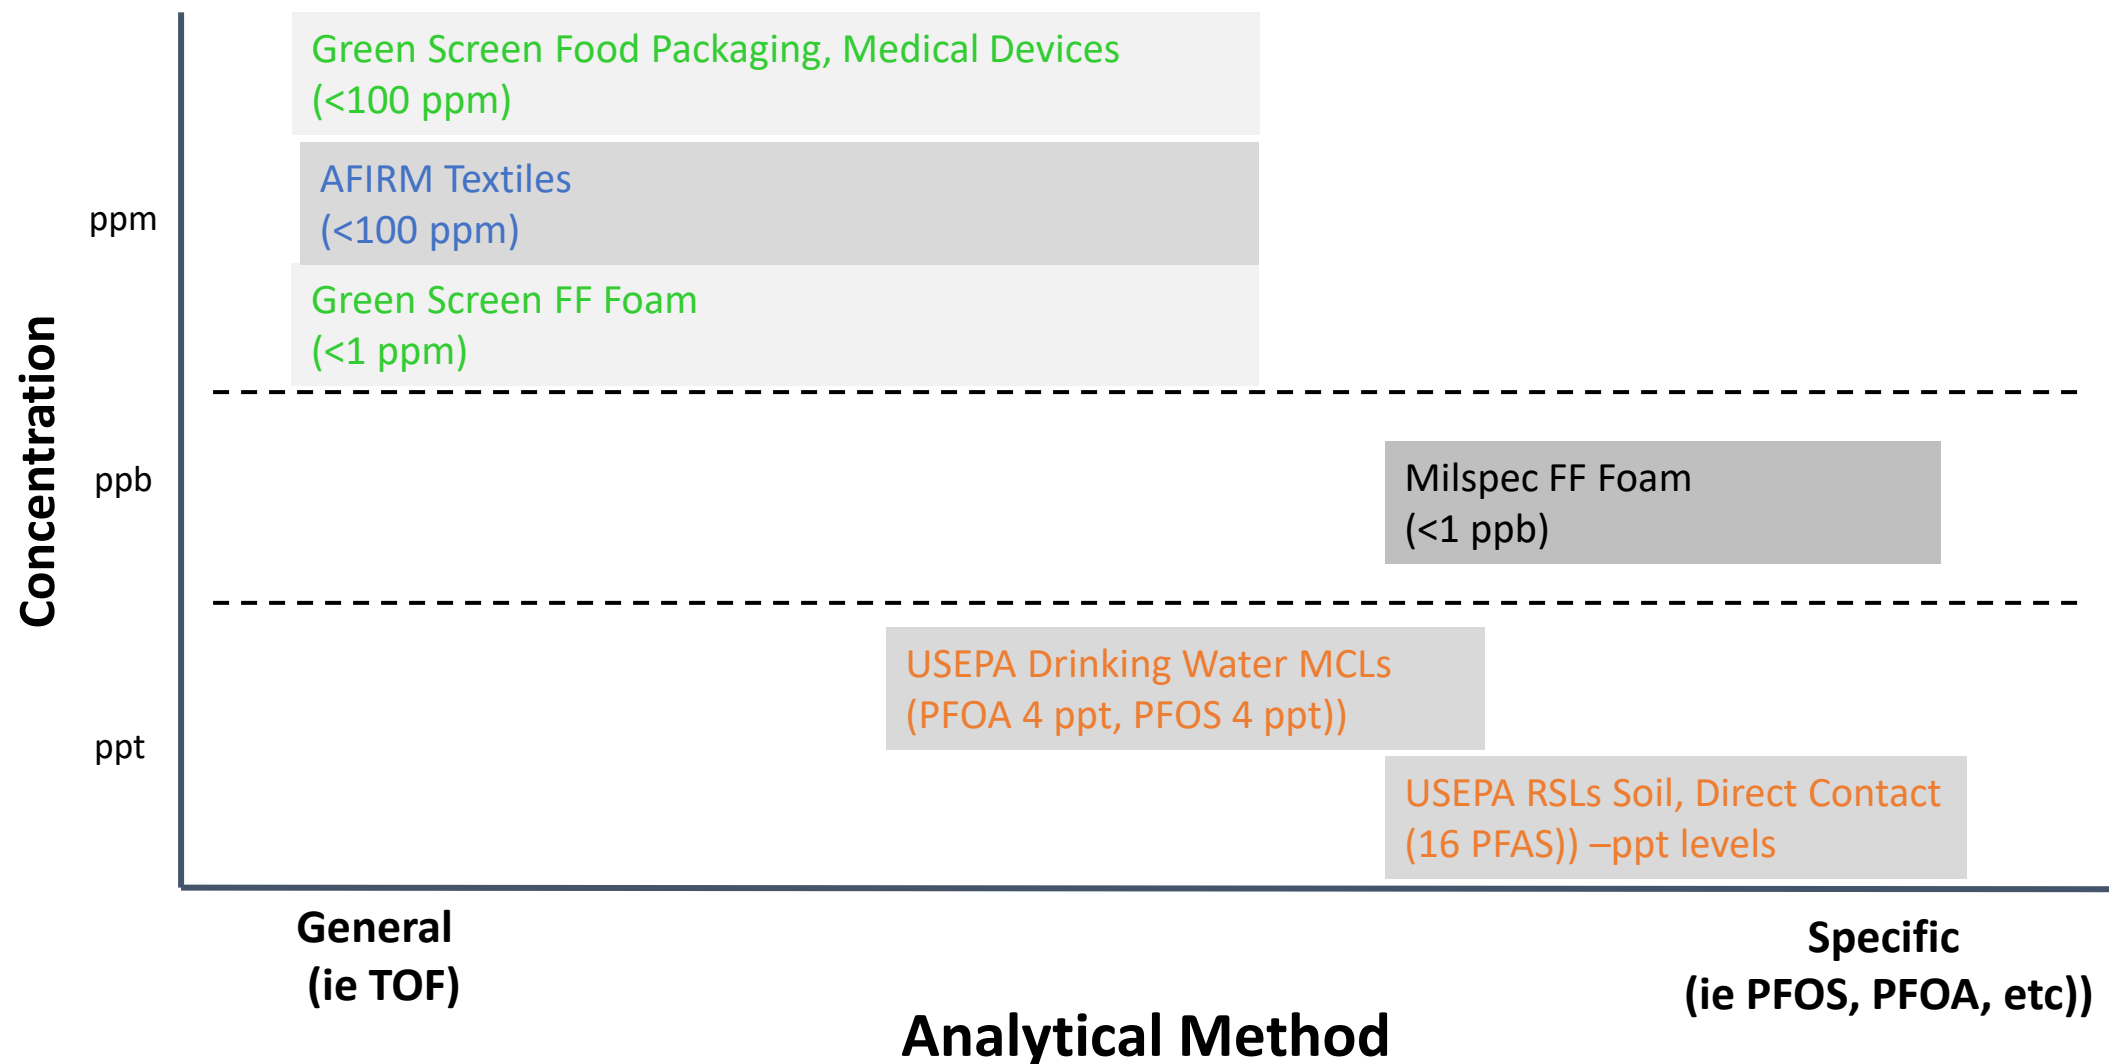 Green Screen Food Packaging, Medical Devices
(<100 ppm)
AFIRM Textiles
(<100 ppm)
ppm
Green Screen FF Foam
(<1 ppm)
Concentration
ppb
Milspec FF Foam
(<1 ppb)
USEPA Drinking Water MCLs
(PFOA 4 ppt, PFOS 4 ppt))
ppt
USEPA RSLs Soil, Direct Contact
(16 PFAS)) –ppt levels
General
(ie TOF)
Specific
(ie PFOS, PFOA, etc))
Analytical Method